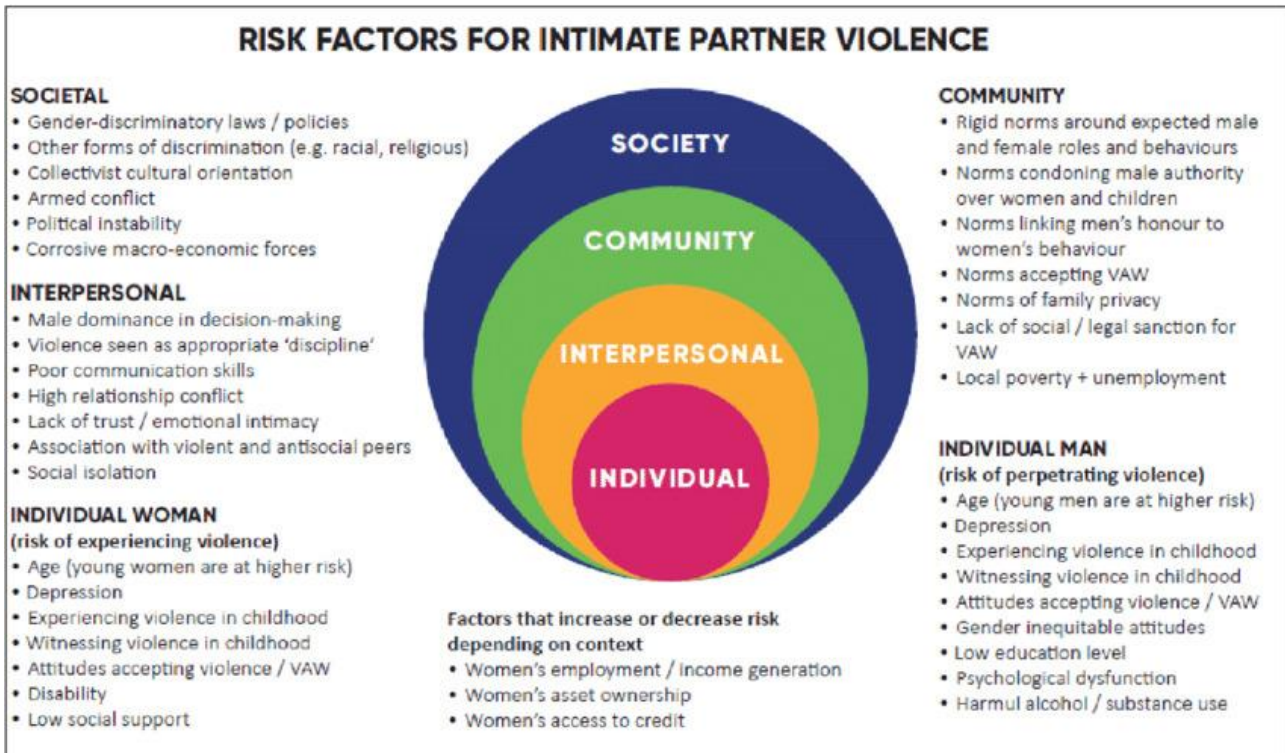 RISK FACTORS FOR INTIMATE PARTNER VIOLENCE
SOCIETAL
• Gender-discriminatory laws / policies
• Other forms of discrimination (e.g. racial, religious)
• Collectivist cultural orientation
• Armed conflict
• Political instability
• Corrosive macro-economic forces
INTERPERSONAL
• Male dominance in decision-making
• Violence seen as appropriate ‘discipline’
• Poor communication skills
• High relationship conflict
• Lack of trust / emotional intimacy
• Association with violent and antisocial peers
• Social isolation
INDIVIDUAL WOMAN
(risk of experiencing violence)
• Age (young women are at higher risk)
• Depression
• Experiencing violence in childhood
• Witnessing violence in childhood
• Attitudes accepting violence / VAW
• Disability
• Low social support
SOCIETY
COMMUNITY
INTERPERSONAL
INDIVIDUAL
Factors that increase or decrease risk
depending on context
• Women’s employment / income generation
• Women’s asset ownership
• Women’s access to credit
COMMUNITY
• Rigid norms around expected male
and female roles and behaviours
• Norms condoning male authority
over women and children
• Norms linking men’s honour to
women’s behaviour
• Norms accepting VAW
• Norms of family privacy
• Lack of social / legal sanction for
VAW
• Local poverty + unemployment
INDIVIDUAL MAN
(risk of perpetrating violence)
• Age (young men are at higher risk)
• Depression
• Experiencing violence in childhood
• Witnessing violence in childhood
• Attitudes accepting violence / VAW
• Gender inequitable attitudes
• Low education level
• Psychological dysfunction
• Harmul alcohol / substance use